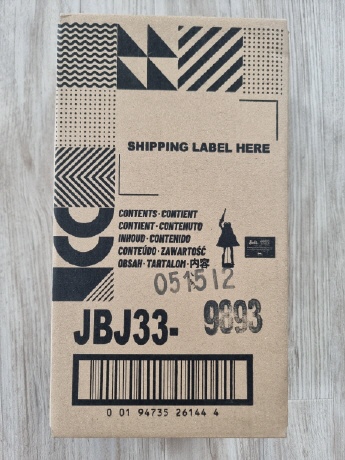 SHIPPING LABEL HERE
CONTENTS · CONTIENT
CONTIENT · CONTENUTO
INHOUD · CONTENIDO
CONTEÚDO · ZAWARTOŚĆ
OBSAH · TARTALOM · 内容
051512
JBJ33- 9893
0 01 94735 26144 4